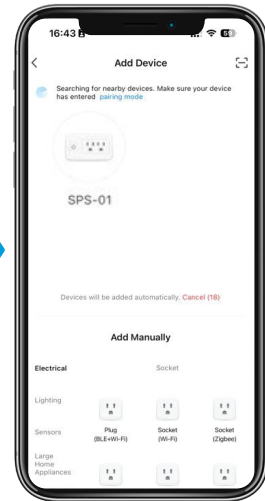 16:43
Add Device
Searching for nearby devices. Make sure your device
has entered pairing mode
SPS-01
Devices will be added automatically. Cancel (18)
Add Manually
Electrical
Socket
Lighting
Sensors
Plug
(BLE+Wi-Fi)
Socket
(Wi-Fi)
Socket
(Zigbee)
Large
Home
Appliances